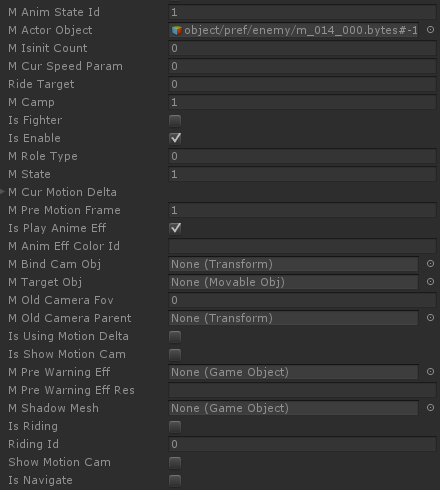 M Anim State Id 1
M Actor Object object/pref/enemy/m_014_000.bytes#-1
M Isinit Count 0
M Cur Speed Param 0
Ride Target 0
M Camp 1
Is Fighter
Is Enable
M Role Type 0
M State 1
M Cur Motion Delta
M Pre Motion Frame 1
Is Play Anime Eff
M Anim Eff Color Id
M Bind Cam Obj None (Transform)
M Target Obj None (Movable Obj)
M Old Camera Fov 0
M Old Camera Parent None (Transform)
Is Using Motion Delta
Is Show Motion Cam
M Pre Warning Eff None (Game Object)
M Pre Warning Eff Res
M Shadow Mesh None (Game Object)
Is Riding
Riding Id 0
Show Motion Cam
Is Navigate